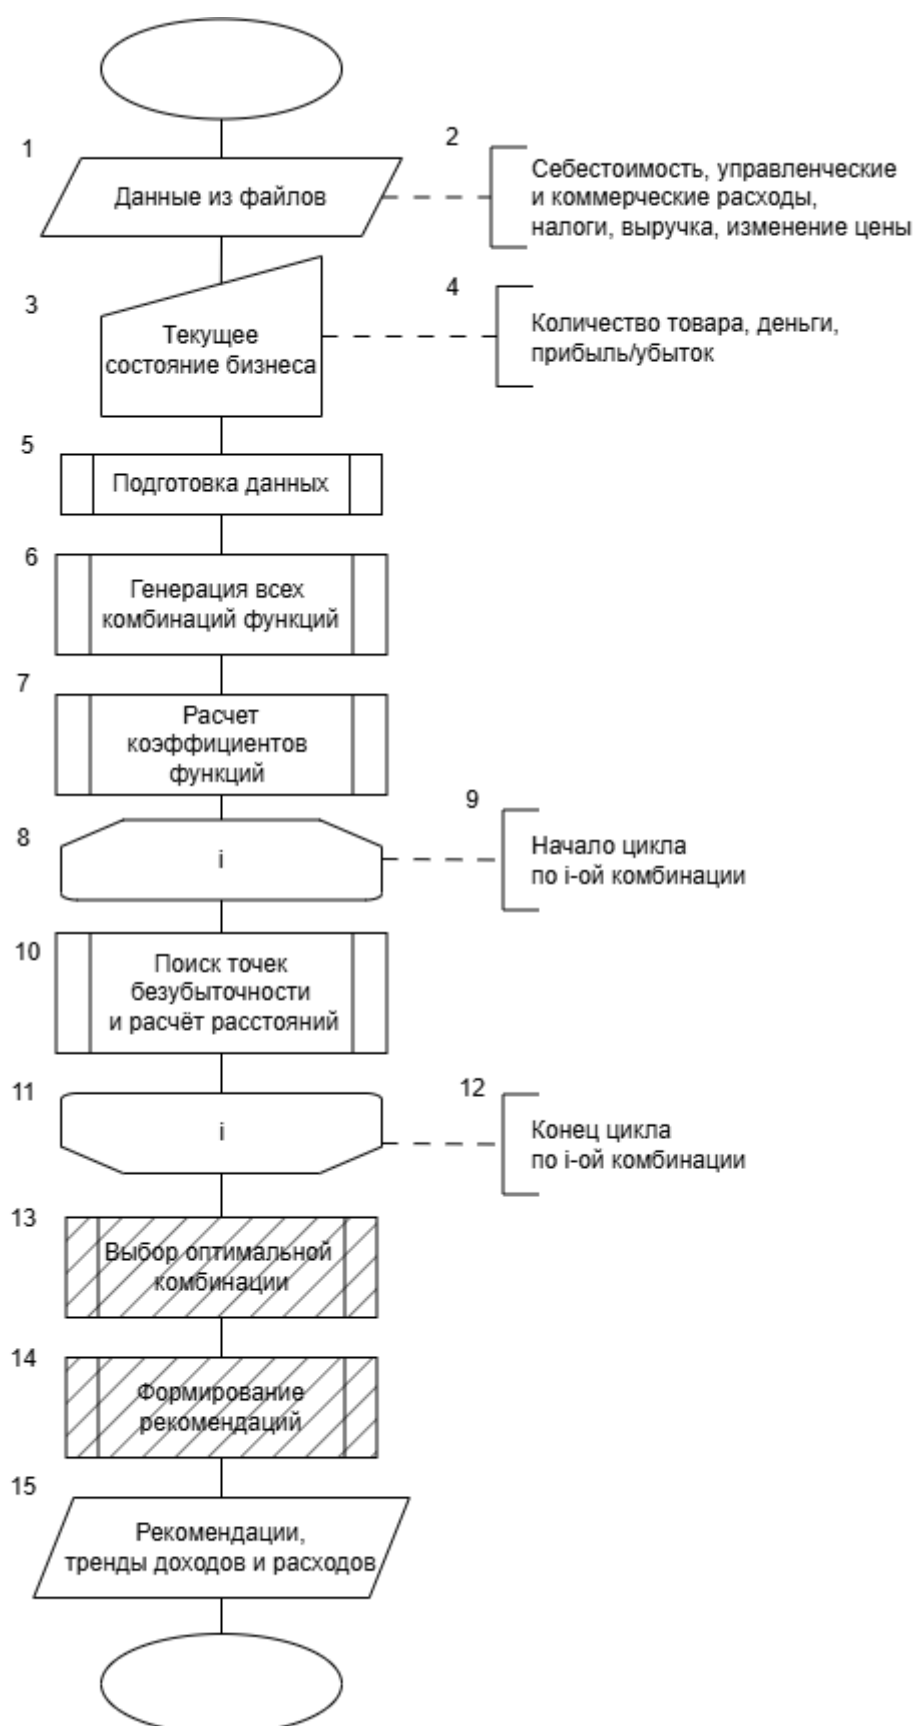 1
Данные из файлов
2
Себестоимость, управленческие
и коммерческие расходы,
налоги, выручка, изменение цены
3
Текущее
состояние бизнеса
4
Количество товара, деньги,
прибыль/убыток
5
Подготовка данных
6
Генерация всех
комбинаций функций
7
Расчет
коэффициентов
функций
8
i
9
Начало цикла
по i-ой комбинации
10
Поиск точек
безубыточности
и расчёт расстояний
11
i
12
Конец цикла
по i-ой комбинации
13
Выбор оптимальной
комбинации
14
Формирование
рекомендаций
15
Рекомендации,
тренды доходов и расходов